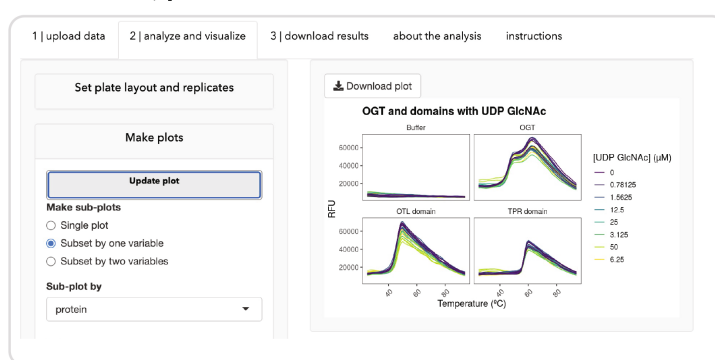 1 | upload data
2 | analyze and visualize
3 | download results
about the analysis
instructions
Set plate layout and replicates
Make plots
Update plot
Make sub-plots
Single plot
Subset by one variable
Subset by two variables
Sub-plot by
protein
Download plot
OGT and domains with UDP GlcNAc
Buffer
OGT
60000
40000
20000
RFU
OTL domain
TPR domain
60000
40000
20000
40
60
80
40
60
80
Temperature (ºC)
[UDP GlcNAc] (µM)
0
0.78125
1.5625
12.5
25
3.125
50
6.25